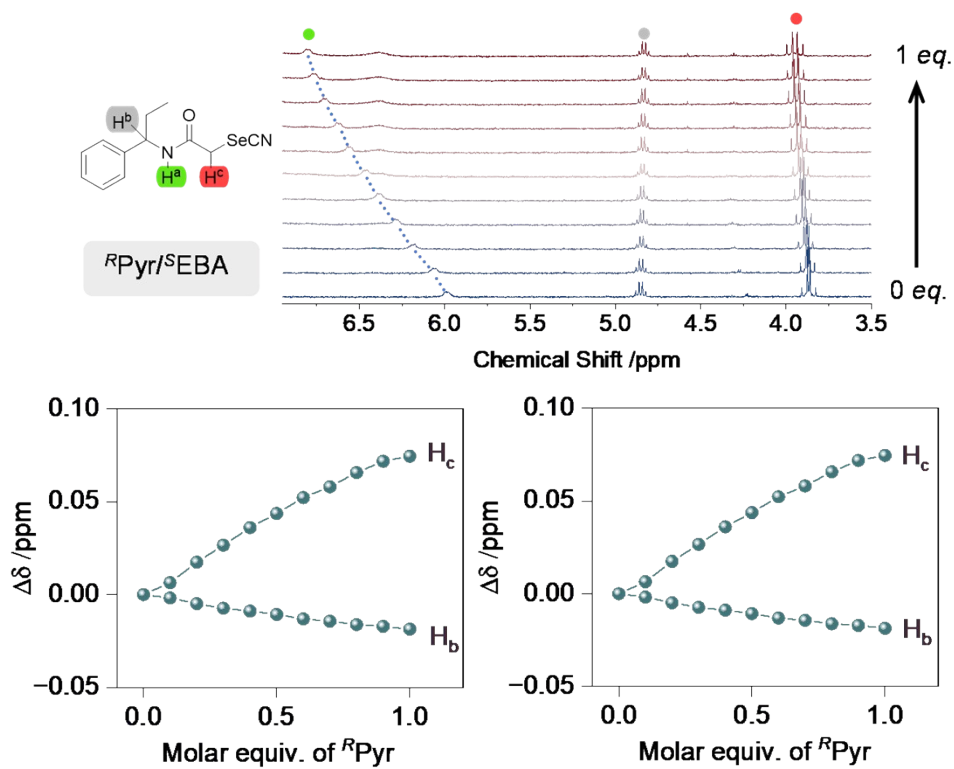 1 eq.
H^b
O
SeCN
N
H^a
H^c
^RPyr/^SEBA
0 eq.
6.5 6.0 5.5 5.0 4.5 4.0 3.5
Chemical Shift /ppm
0.10
0.05
0.00
−0.05
Δδ /ppm
H_c
H_b
0.0 0.5 1.0
Molar equiv. of ^RPyr
0.10
0.05
0.00
−0.05
Δδ /ppm
H_c
H_b
0.0 0.5 1.0
Molar equiv. of ^RPyr